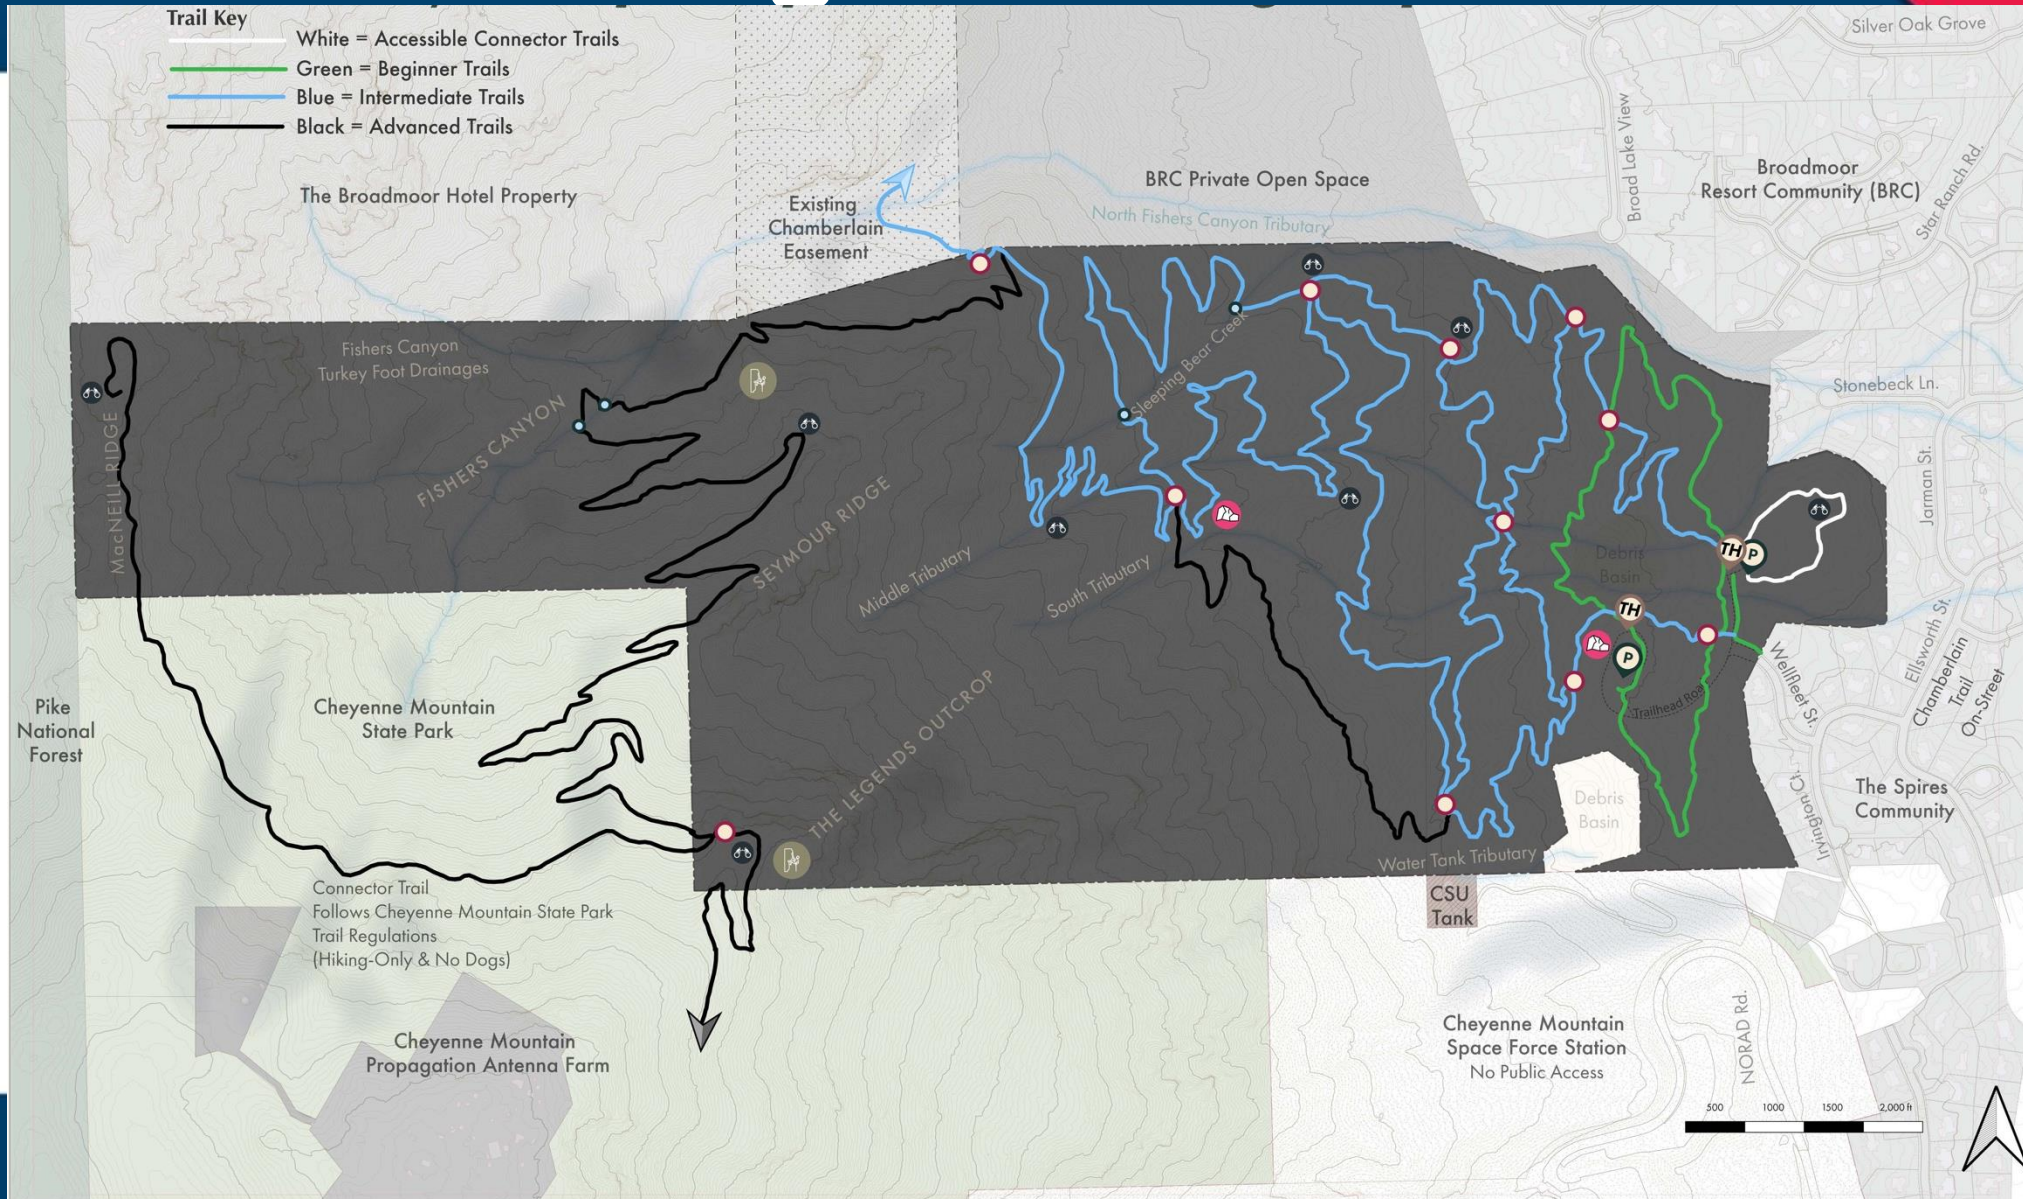 Trail Key
White = Accessible Connector Trails
Green = Beginner Trails
Blue = Intermediate Trails
Black = Advanced Trails
Silver Oak Grove
Broad Lake View
Broadmoor
Resort Community (BRC)
Star Ranch Rd.
The Broadmoor Hotel Property
Existing
Chamberlain
Easement
BRC Private Open Space
North Fishers Canyon Tributary
Fishers Canyon
Turkey Foot Drainages
Sleeping Bear Creek
Stonebeck Ln.
MacNEILL RIDGE
FISHERS CANYON
SEYMOUR RIDGE
Jarman St.
Middle Tributary
South Tributary
Debris
Basin
TH
P
TH
P
Ellsworth St.
Chamberlain
Trail
On-Street
Wellfleet St.
Trailhead Road
THE LEGENDS OUTCROP
Pike
National
Forest
Cheyenne Mountain
State Park
Debris
Basin
Irvington Ct.
The Spires
Community
Water Tank Tributary
CSU
Tank
Connector Trail
Follows Cheyenne Mountain State Park
Trail Regulations
(Hiking-Only & No Dogs)
Cheyenne Mountain
Propagation Antenna Farm
Cheyenne Mountain
Space Force Station
No Public Access
NORAD Rd.
500 1000 1500 2,000 ft